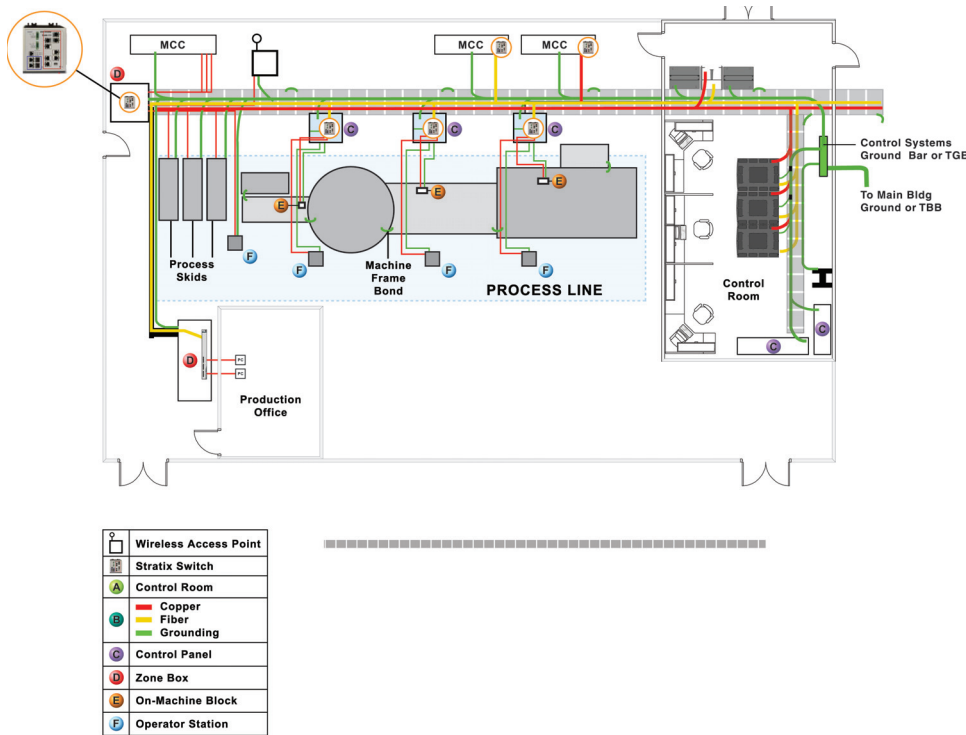 MCC
MCC
MCC
D
C
C
C
Control Systems
Ground Bar or TGB
To Main Bldg
Ground or TBB
E
E
E
Process
Skids
F
F
Machine
Frame
Bond
F
F
PROCESS LINE
Control
Room
C
C
D
PC
PC
Production
Office
Wireless Access Point
Stratix Switch
A Control Room
B Copper
Fiber
Grounding
C Control Panel
D Zone Box
E On-Machine Block
F Operator Station